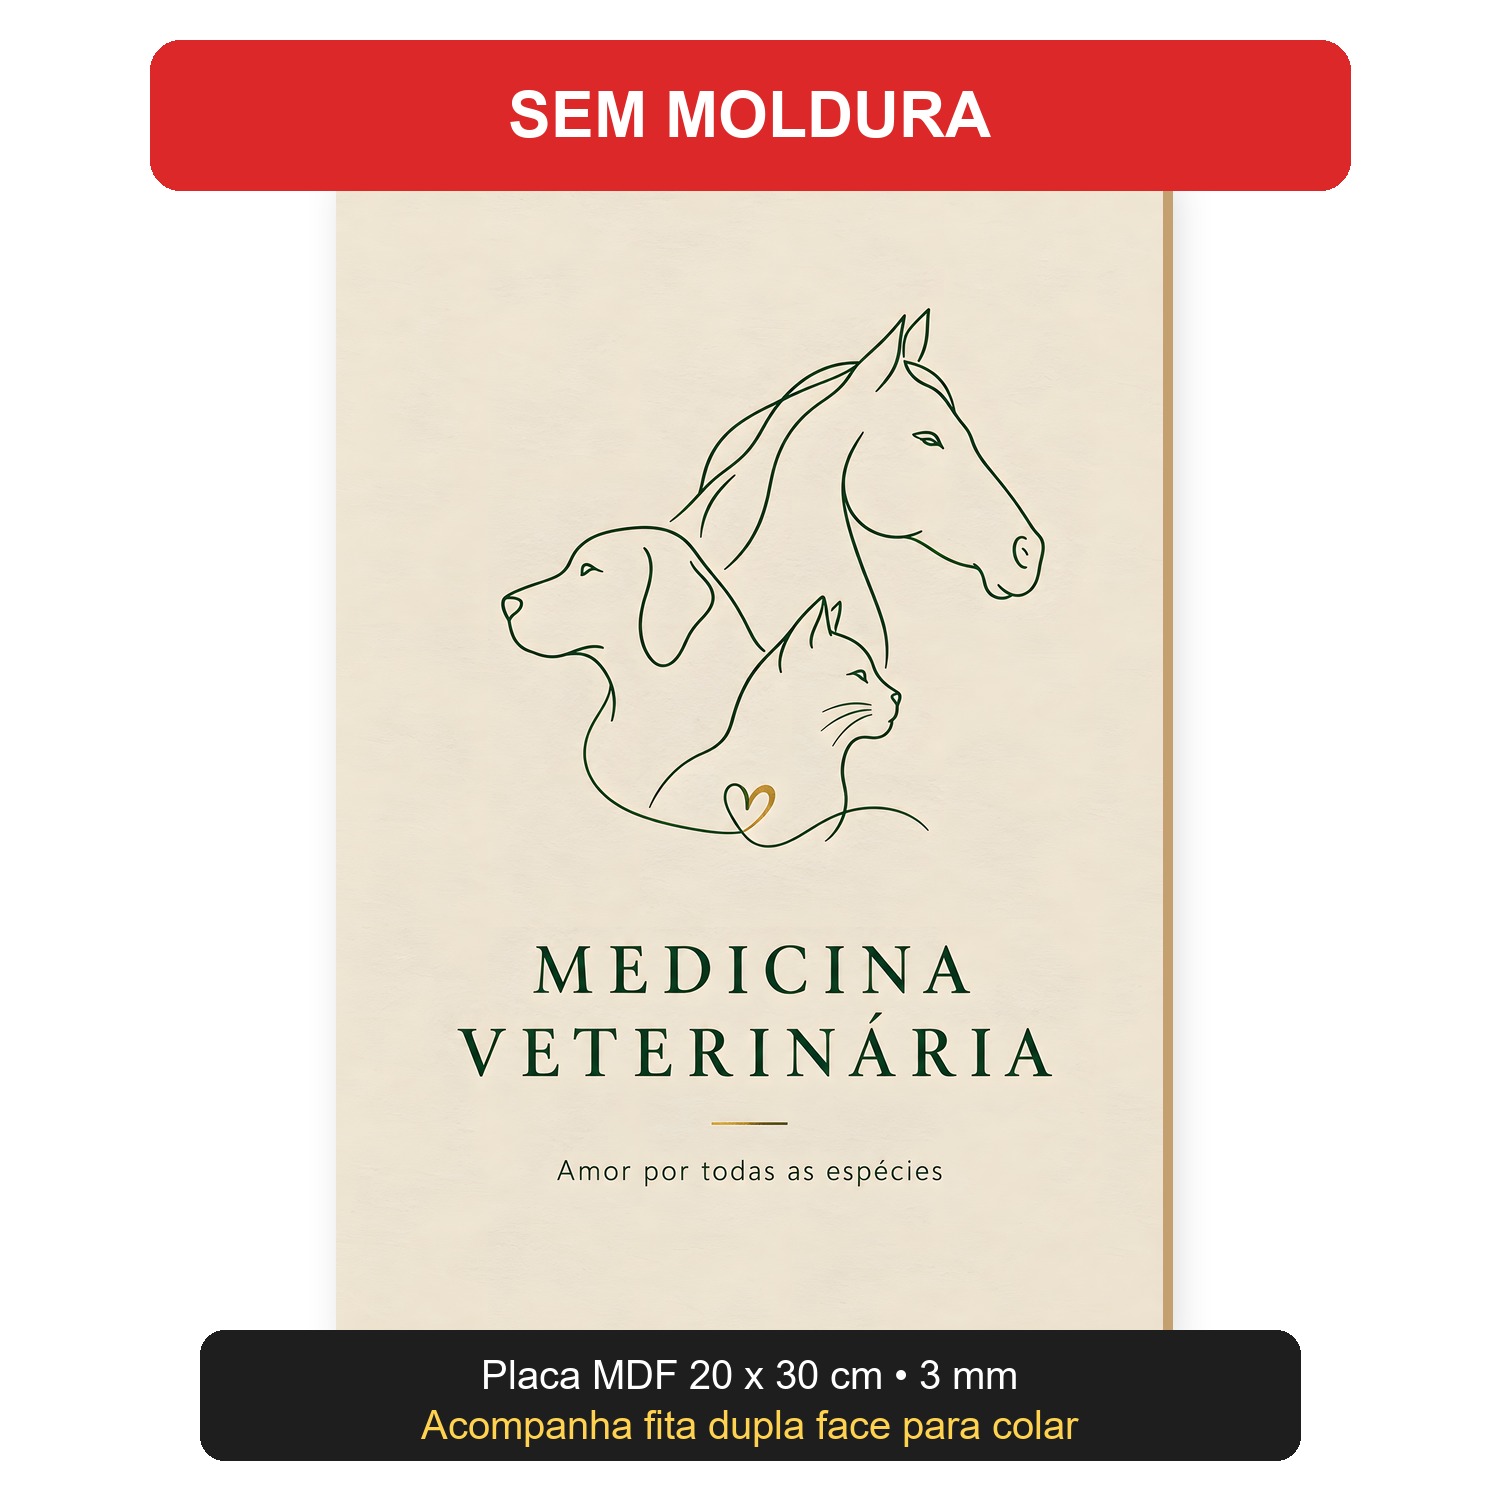 SEM MOLDURA
MEDICINA
VETERINÁRIA
Amor por todas as espécies
Placa MDF 20 x 30 cm • 3 mm
Acompanha fita dupla face para colar